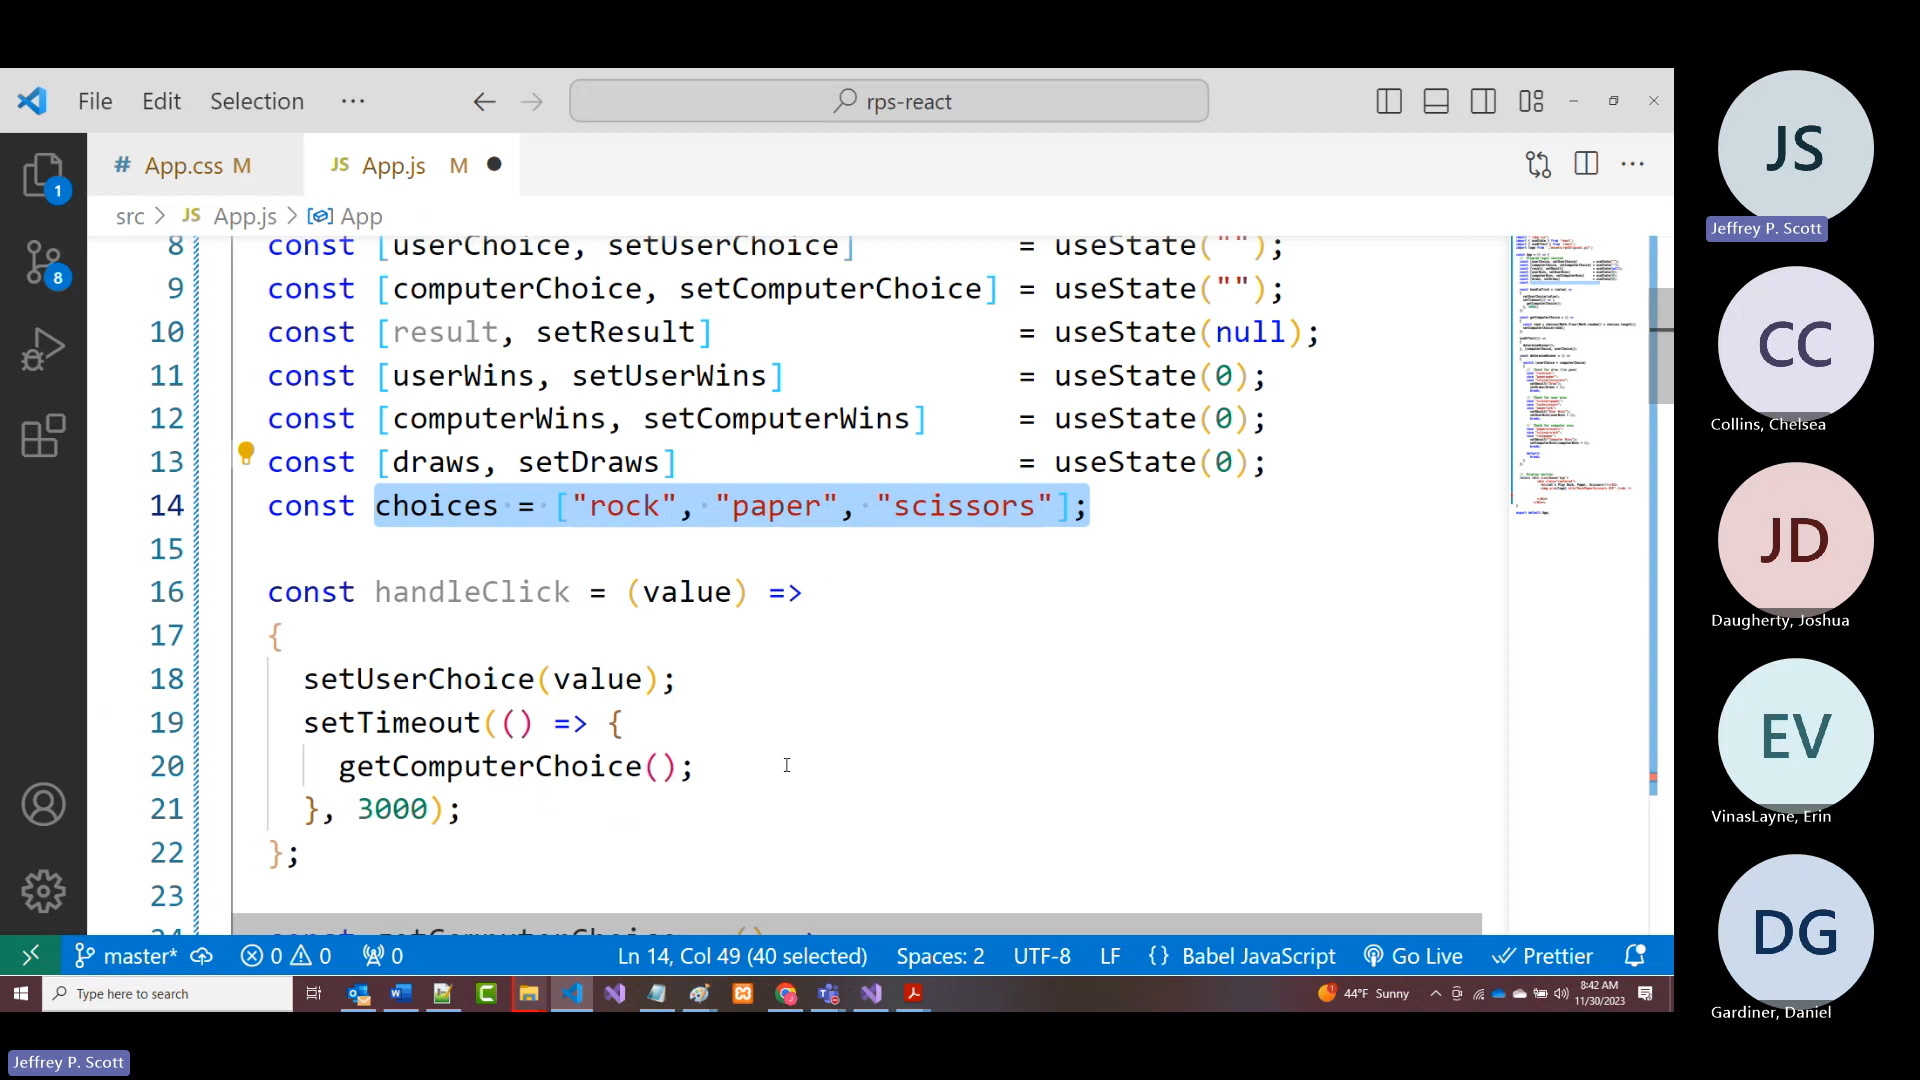 File Edit Selection ··· rps-react
# App.css M JS App.js M
src > JS App.js > App
8 const [userChoice, setUserChoice] = useState("");
9 const [computerChoice, setComputerChoice] = useState("");
10 const [result, setResult] = useState(null);
11 const [userWins, setUserWins] = useState(0);
12 const [computerWins, setComputerWins] = useState(0);
13 const [draws, setDraws] = useState(0);
14 const choices = ["rock", "paper", "scissors"];
15
16 const handleClick = (value) =>
17 {
18 setUserChoice(value);
19 setTimeout(() => {
20 getComputerChoice();
21 }, 3000);
22 };
23
24 const getComputerChoice = () =>
1
8
master* 0 0 0 Ln 14, Col 49 (40 selected) Spaces: 2 UTF-8 LF {} Babel JavaScript Go Live Prettier
Type here to search
44°F Sunny
8:42 AM
11/30/2023
JS
Jeffrey P. Scott
CC
Collins, Chelsea
JD
Daugherty, Joshua
EV
VinasLayne, Erin
DG
Gardiner, Daniel
Jeffrey P. Scott